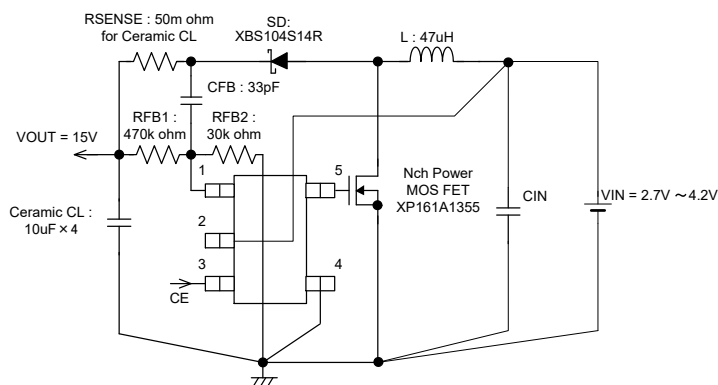 RSENSE : 50m ohm
for Ceramic CL
SD:
XBS104S14R
L : 47uH
CFB : 33pF
RFB1 :
470k ohm
RFB2 :
30k ohm
VOUT = 15V
1
5
Nch Power
MOS FET
XP161A1355
CIN
VIN = 2.7V ～4.2V
Ceramic CL :
10uF×4
2
3
4
CE